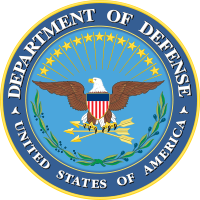 DEPARTMENT OF DEFENSE
UNITED STATES OF AMERICA